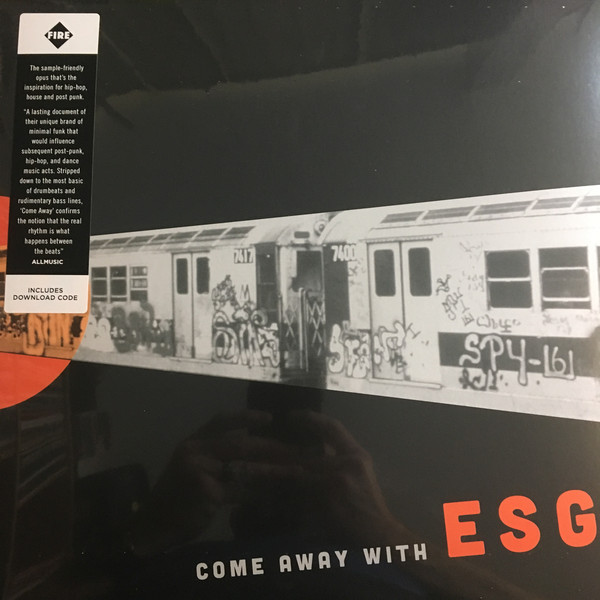 FIRE
The sample-friendly
opus that's the
inspiration for hip-hop,
house and post punk.
"A lasting document of
their unique brand of
minimal funk that
would influence
subsequent post-punk,
hip-hop, and dance
music acts. Stripped
down to the most basic
of drumbeats and
rudimentary bass lines,
'Come Away' confirms
the notion that the real
rhythm is what
happens between
the beats"
ALLMUSIC
INCLUDES
DOWNLOAD CODE
7417
7400
SPY-161
COME AWAY WITH
ESG